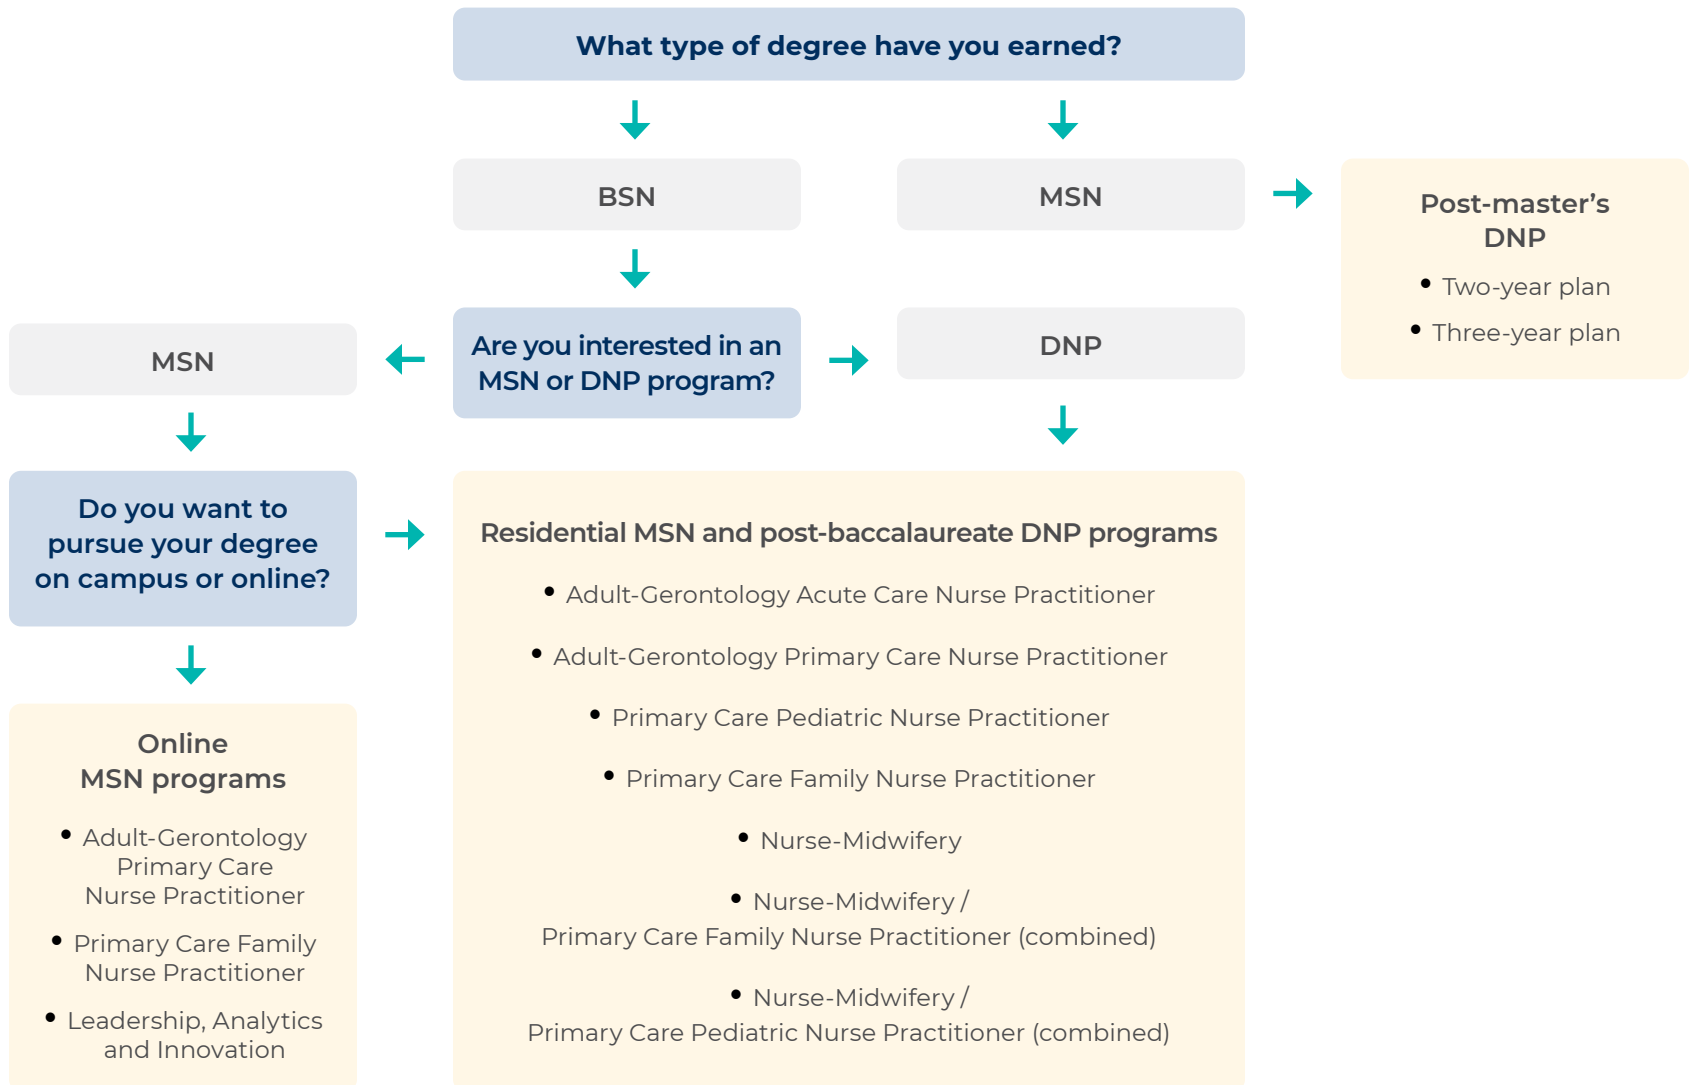 What type of degree have you earned?
BSN
MSN
Post-master’s
DNP
• Two-year plan
• Three-year plan
MSN
Are you interested in an
MSN or DNP program?
DNP
Do you want to
pursue your degree
on campus or online?
Residential MSN and post-baccalaureate DNP programs
• Adult-Gerontology Acute Care Nurse Practitioner
• Adult-Gerontology Primary Care Nurse Practitioner
• Primary Care Pediatric Nurse Practitioner
• Primary Care Family Nurse Practitioner
• Nurse-Midwifery
• Nurse-Midwifery /
Primary Care Family Nurse Practitioner (combined)
• Nurse-Midwifery /
Primary Care Pediatric Nurse Practitioner (combined)
Online
MSN programs
• Adult-Gerontology
Primary Care
Nurse Practitioner
• Primary Care Family
Nurse Practitioner
• Leadership, Analytics
and Innovation